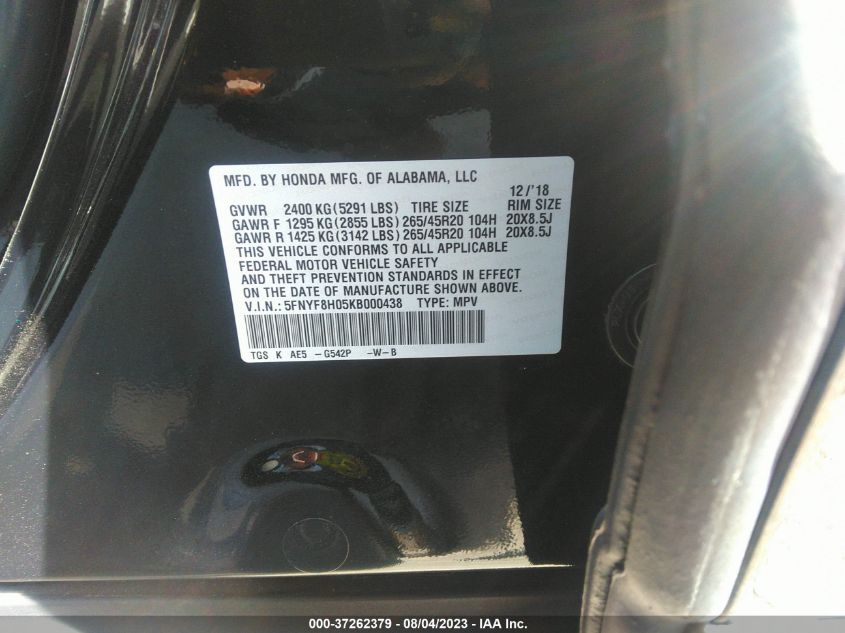 MFD. BY HONDA MFG. OF ALABAMA, LLC
12/'18
GVWR 2400 KG(5291 LBS) TIRE SIZE RIM SIZE
GAWR F 1295 KG(2855 LBS) 265/45R20 104H 20X8.5J
GAWR R 1425 KG(3142 LBS) 265/45R20 104H 20X8.5J
THIS VEHICLE CONFORMS TO ALL APPLICABLE
FEDERAL MOTOR VEHICLE SAFETY
AND THEFT PREVENTION STANDARDS IN EFFECT
ON THE DATE OF MANUFACTURE SHOWN ABOVE.
V.I.N.: 5FNYF8H05KB000438 TYPE: MPV
TGS K AE5 -G542P -W-B
000-37262379 - 08/04/2023 - IAA Inc.